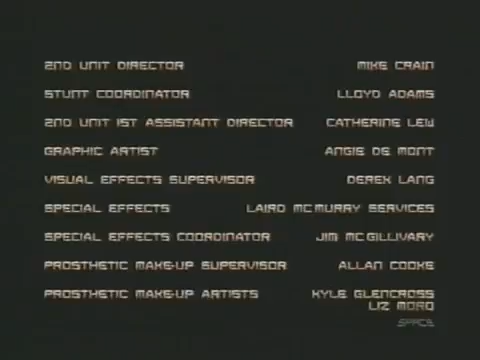 2ND UNIT DIRECTOR MIKE CRAIN
STUNT COORDINATOR LLOYD ADAMS
2ND UNIT 1ST ASSISTANT DIRECTOR CATHERINE LEW
GRAPHIC ARTIST ANGIE DE MONT
VISUAL EFFECTS SUPERVISOR DEREK LANG
SPECIAL EFFECTS LAIRD MCMURRY SERVICES
SPECIAL EFFECTS COORDINATOR JIM MCGILLIVARY
PROSTHETIC MAKE-UP SUPERVISOR ALLAN COOKE
PROSTHETIC MAKE-UP ARTISTS KYLE GLENCROSS
LIZ MORO
SPACE